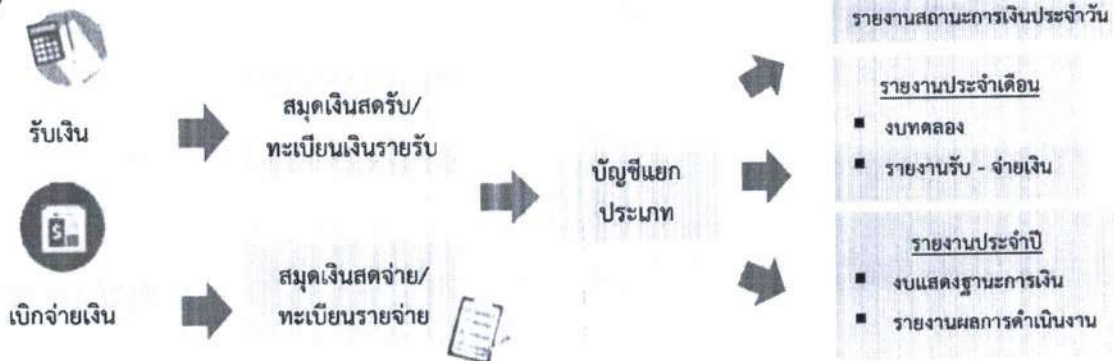 รับเงิน
สมุดเงินสดรับ/
ทะเบียนเงินรายรับ
เบิกจ่ายเงิน
สมุดเงินสดจ่าย/
ทะเบียนรายจ่าย
บัญชีแยก
ประเภท
รายงานสถานะการเงินประจำวัน
รายงานประจำเดือน
▪ งบทดลอง
▪ รายงานรับ - จ่ายเงิน
รายงานประจำปี
▪ งบแสดงฐานะการเงิน
▪ รายงานผลการดำเนินงาน